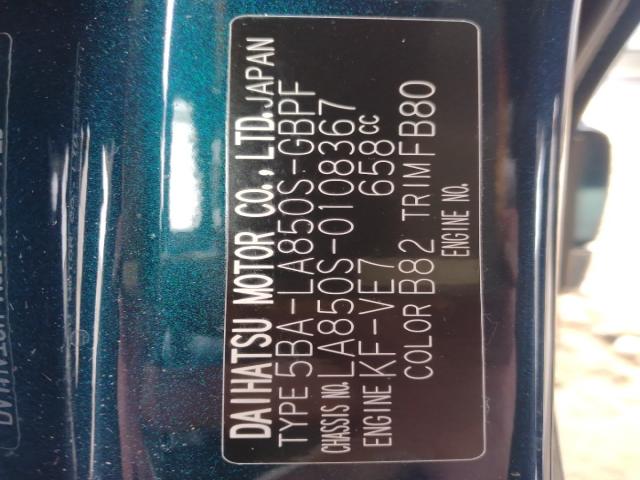 DAIHATSU MOTOR CO., LTD. JAPAN
TYPE 5BA-LA850S-GBPF
CHASSIS NO. LA850S-0108367
ENGINE KF-VE7 658cc
COLOR B82 TRIM FB80
ENGINE NO.